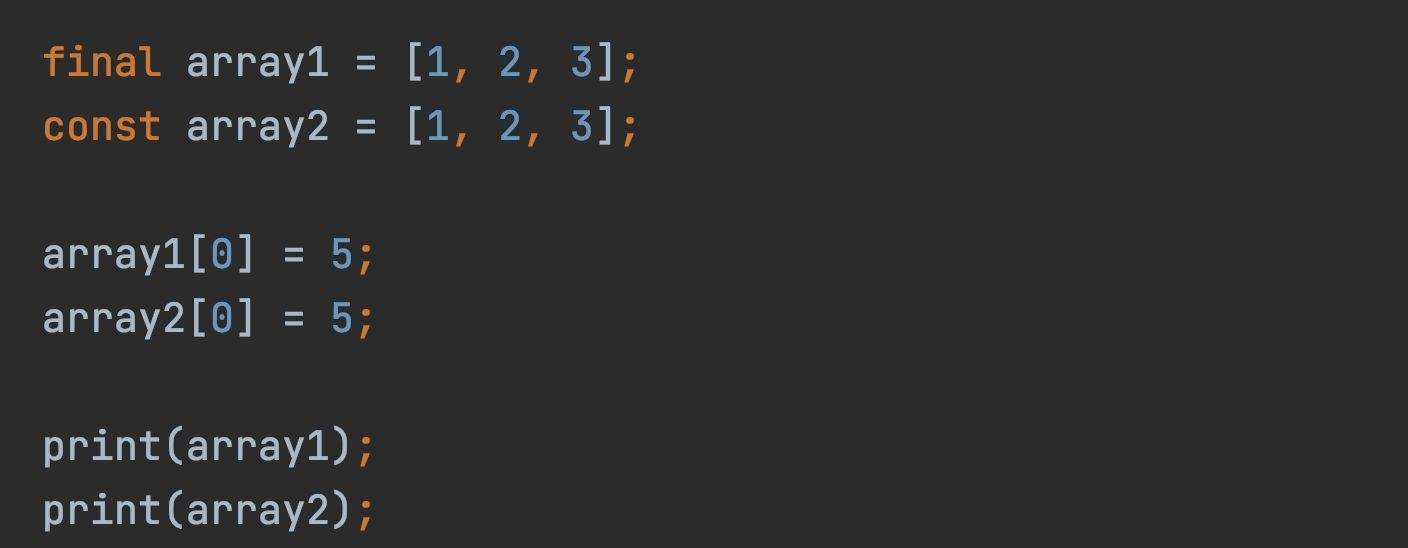 final array1 = [1, 2, 3];
const array2 = [1, 2, 3];
array1[0] = 5;
array2[0] = 5;
print(array1);
print(array2);